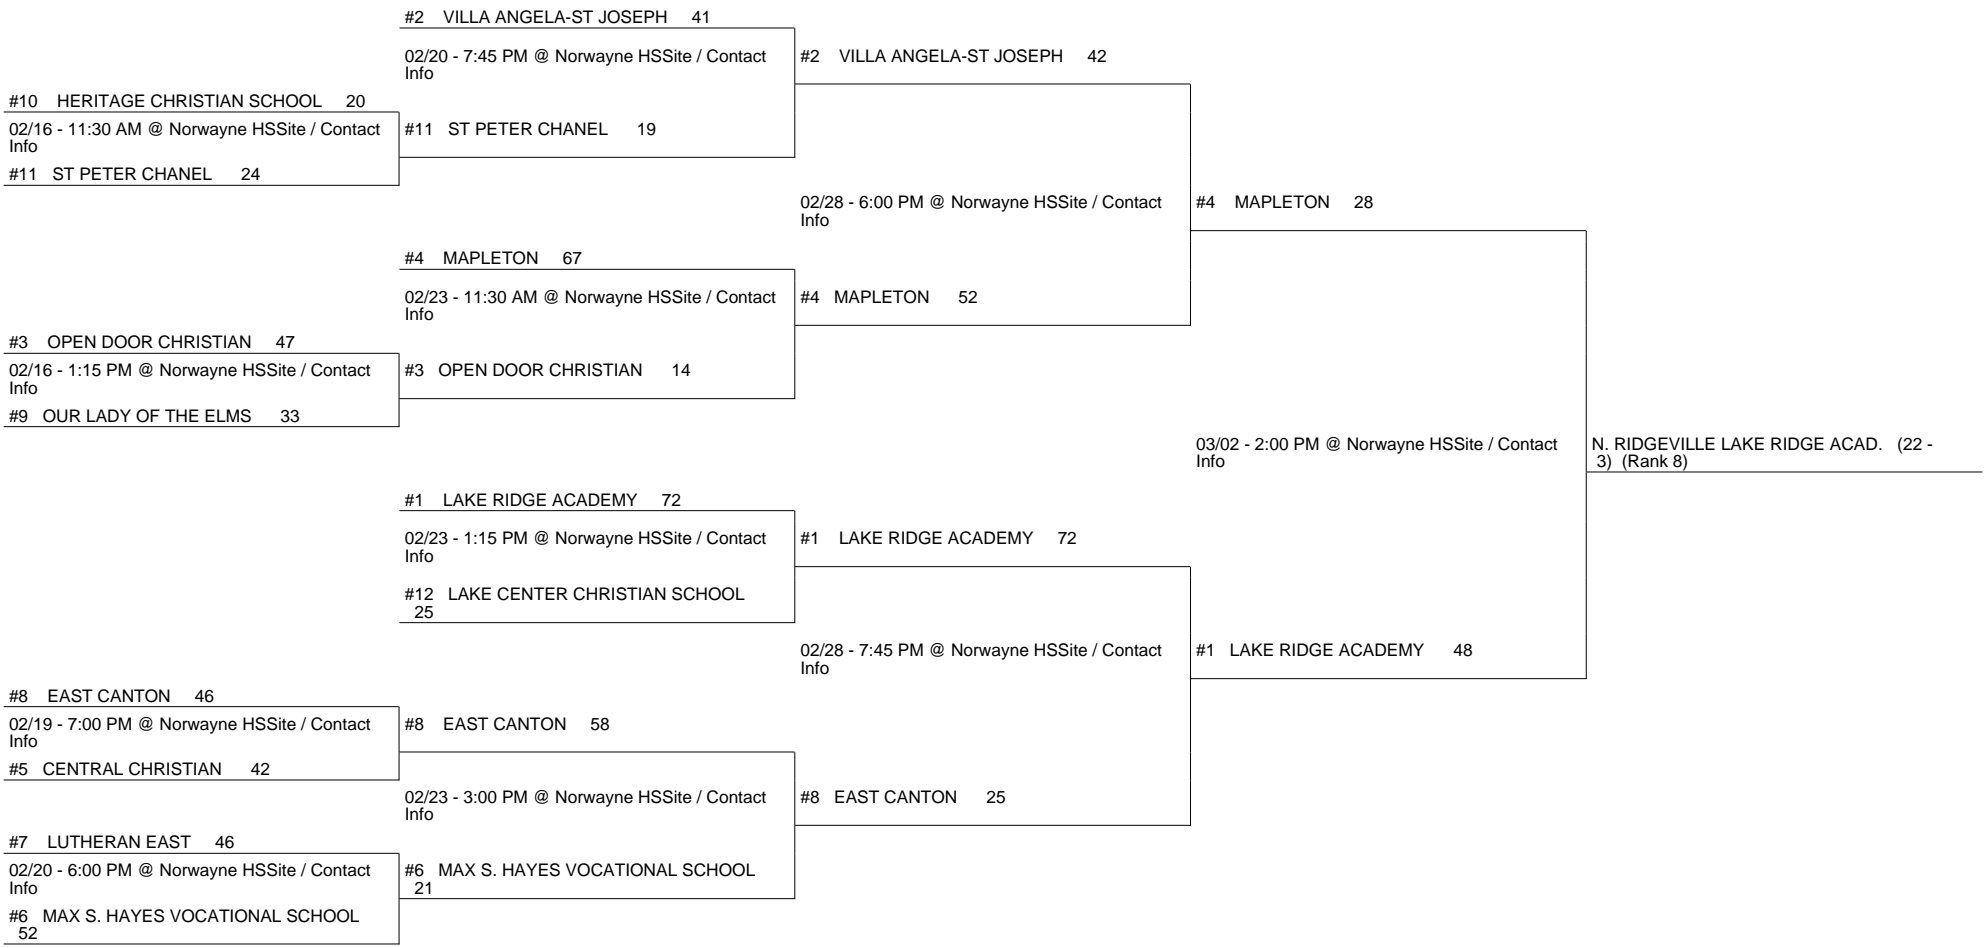 #2 VILLA ANGELA-ST JOSEPH 41
02/20 - 7:45 PM @ Norwayne HSSite / Contact
Info
#2 VILLA ANGELA-ST JOSEPH 42
#10 HERITAGE CHRISTIAN SCHOOL 20
02/16 - 11:30 AM @ Norwayne HSSite / Contact
Info
#11 ST PETER CHANEL 19
#11 ST PETER CHANEL 24
02/28 - 6:00 PM @ Norwayne HSSite / Contact
Info
#4 MAPLETON 28
#4 MAPLETON 67
02/23 - 11:30 AM @ Norwayne HSSite / Contact
Info
#4 MAPLETON 52
#3 OPEN DOOR CHRISTIAN 47
02/16 - 1:15 PM @ Norwayne HSSite / Contact
Info
#3 OPEN DOOR CHRISTIAN 14
#9 OUR LADY OF THE ELMS 33
03/02 - 2:00 PM @ Norwayne HSSite / Contact
Info
N. RIDGEVILLE LAKE RIDGE ACAD. (22 -
3) (Rank 8)
#1 LAKE RIDGE ACADEMY 72
02/23 - 1:15 PM @ Norwayne HSSite / Contact
Info
#1 LAKE RIDGE ACADEMY 72
#12 LAKE CENTER CHRISTIAN SCHOOL
25
02/28 - 7:45 PM @ Norwayne HSSite / Contact
Info
#1 LAKE RIDGE ACADEMY 48
#8 EAST CANTON 46
02/19 - 7:00 PM @ Norwayne HSSite / Contact
Info
#8 EAST CANTON 58
#5 CENTRAL CHRISTIAN 42
02/23 - 3:00 PM @ Norwayne HSSite / Contact
Info
#8 EAST CANTON 25
#7 LUTHERAN EAST 46
02/20 - 6:00 PM @ Norwayne HSSite / Contact
Info
#6 MAX S. HAYES VOCATIONAL SCHOOL
21
#6 MAX S. HAYES VOCATIONAL SCHOOL
52